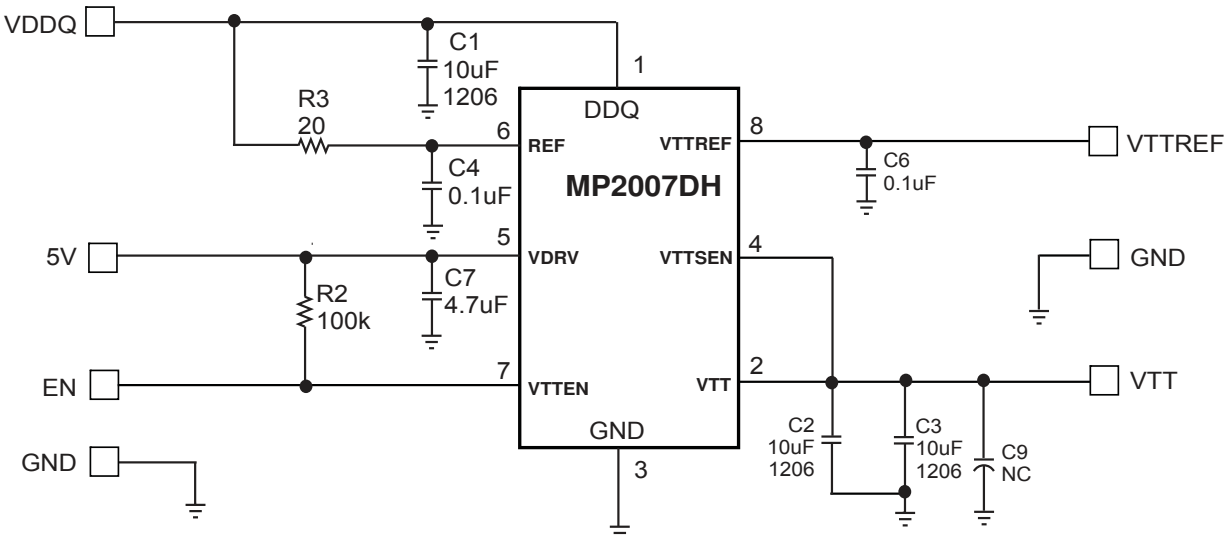 VDDQ
C1
10uF
1206
1
R3
20
DDQ
6
REF
VTTREF
8
VTTREF
C4
0.1uF
MP2007DH
C6
0.1uF
5V
5
VDRV
VTTSEN
4
GND
R2
100k
C7
4.7uF
EN
7
VTTEN
VTT
2
VTT
GND
GND
3
C2
10uF
1206
C3
10uF
1206
C9
NC